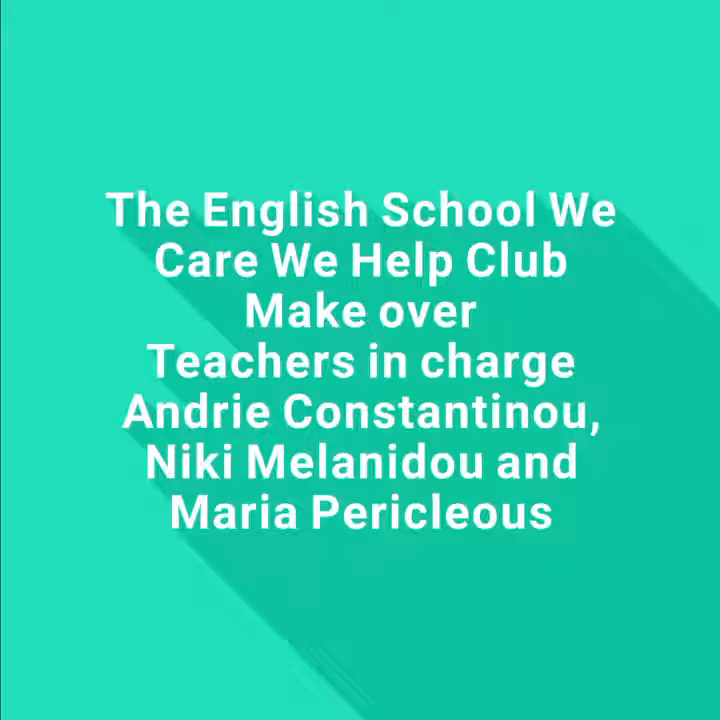 The English School We
Care We Help Club
Make over
Teachers in charge
Andrie Constantinou,
Niki Melanidou and
Maria Pericleous